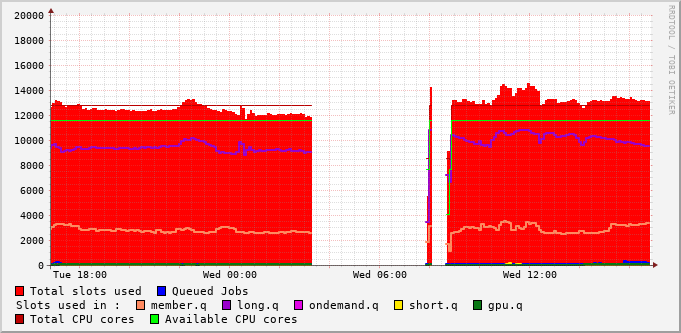 20000
18000
16000
14000
12000
10000
8000
6000
4000
2000
0
Tue 18:00 Wed 00:00 Wed 06:00 Wed 12:00
RRDTOOL / TOBI OETIKER
Total slots used Queued Jobs
Slots used in : member.q long.q ondemand.q short.q gpu.q
Total CPU cores Available CPU cores